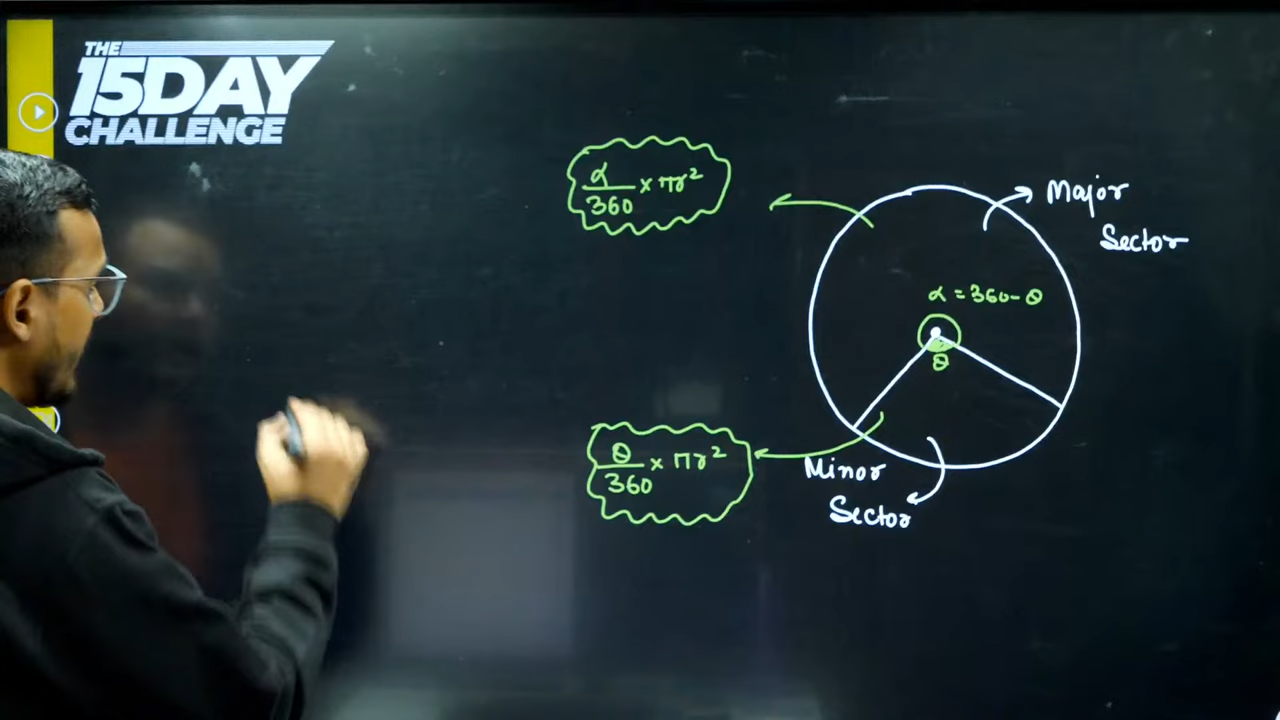 THE
15DAY
CHALLENGE
α/360 × πr²
Major
Sector
α = 360-θ
θ
θ/360 × πr²
Minor
Sector